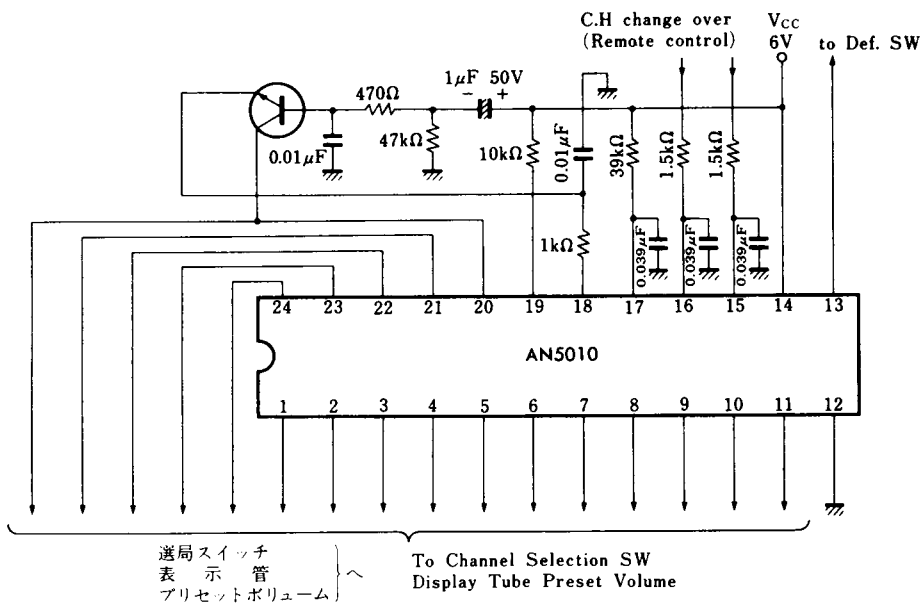 C.H change over
(Remote control)
VCC
6V
to Def. SW
1μF 50V
− +
470Ω
0.01μF
47kΩ
10kΩ
0.01μF
39kΩ
1.5kΩ
1.5kΩ
1kΩ
0.039μF
0.039μF
0.039μF
24 23 22 21 20 19 18 17 16 15 14 13
AN5010
1 2 3 4 5 6 7 8 9 10 11 12
選局スイッチ
表示管
プリセットボリューム
へ
To Channel Selection SW
Display Tube Preset Volume